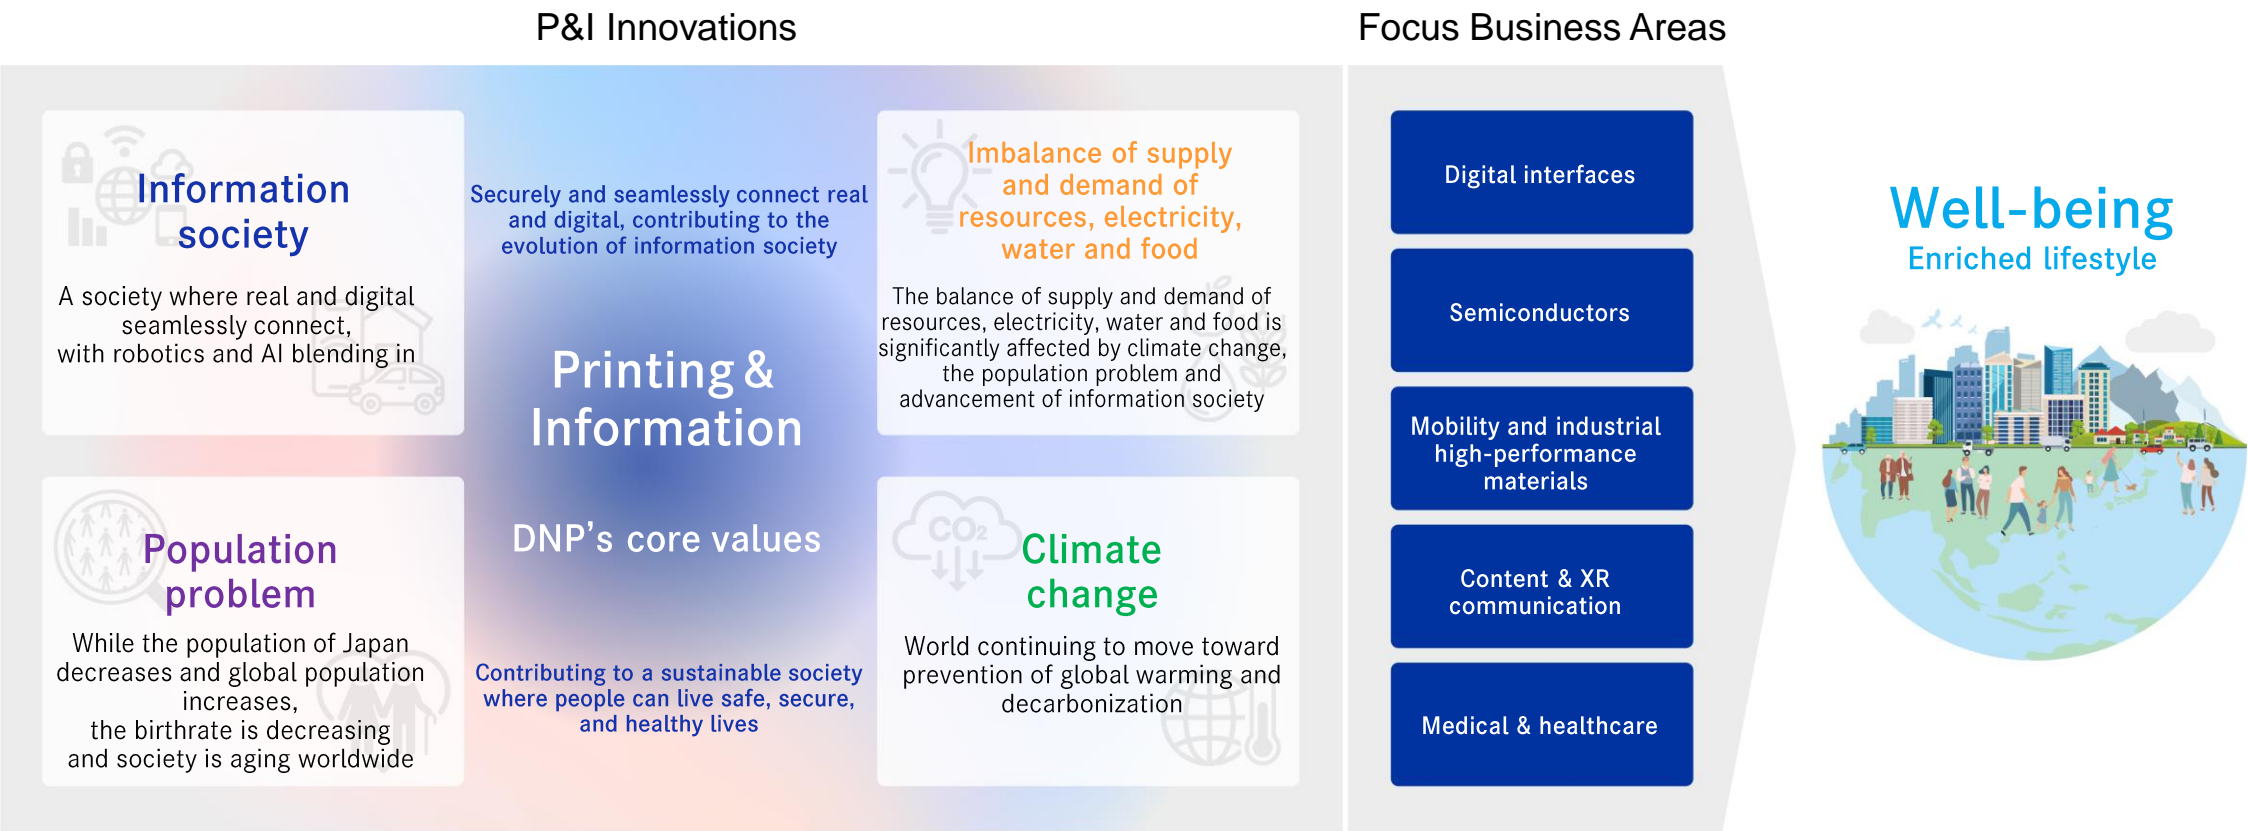 P&I Innovations
Focus Business Areas
Information
society
A society where real and digital
seamlessly connect,
with robotics and AI blending in
Securely and seamlessly connect real
and digital, contributing to the
evolution of information society
Imbalance of supply
and demand of
resources, electricity,
water and food
The balance of supply and demand of
resources, electricity, water and food is
significantly affected by climate change,
the population problem and
advancement of information society
Printing &
Information
DNP's core values
Population
problem
While the population of Japan
decreases and global population
increases,
the birthrate is decreasing
and society is aging worldwide
Contributing to a sustainable society
where people can live safe, secure,
and healthy lives
CO2
Climate
change
World continuing to move toward
prevention of global warming and
decarbonization
Digital interfaces
Semiconductors
Mobility and industrial
high-performance
materials
Content & XR
communication
Medical & healthcare
Well-being
Enriched lifestyle